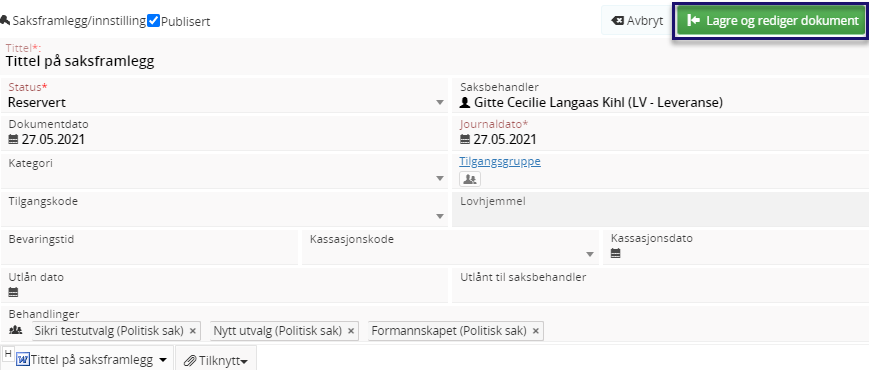 Saksframlegg/innstilling Publisert Avbryt Lagre og rediger dokument
Tittel*:
Tittel på saksframlegg
Status* Saksbehandler
Reservert Gitte Cecilie Langaas Kihl (LV - Leveranse)
Dokumentdato Journaldato*
27.05.2021 27.05.2021
Kategori Tilgangsgruppe
Tilgangskode Lovhjemmel
Bevaringstid Kassasjonskode Kassasjonsdato
Utlån dato Utlånt til saksbehandler
Behandlinger
Sikri testutvalg (Politisk sak) × Nytt utvalg (Politisk sak) × Formannskapet (Politisk sak) ×
H W Tittel på saksframlegg Tilknytt